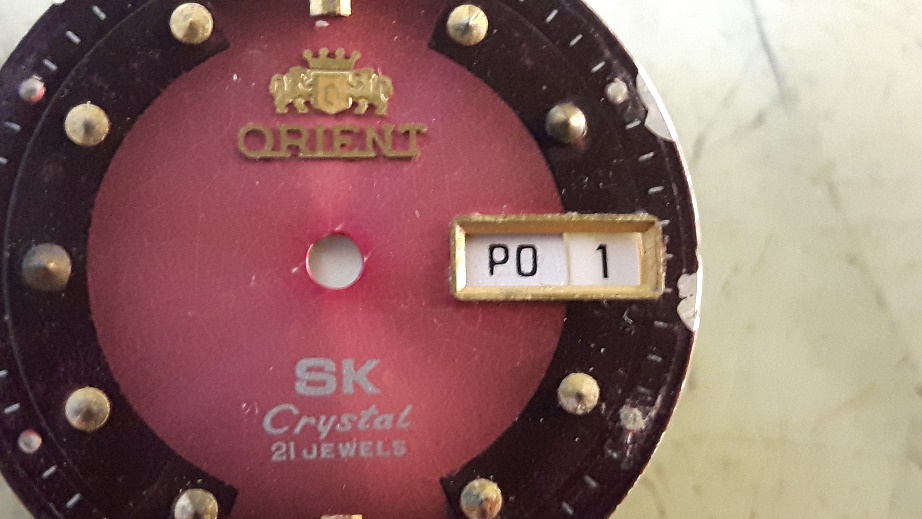 ORIENT
PO 1
SK
Crystal
21 JEWELS